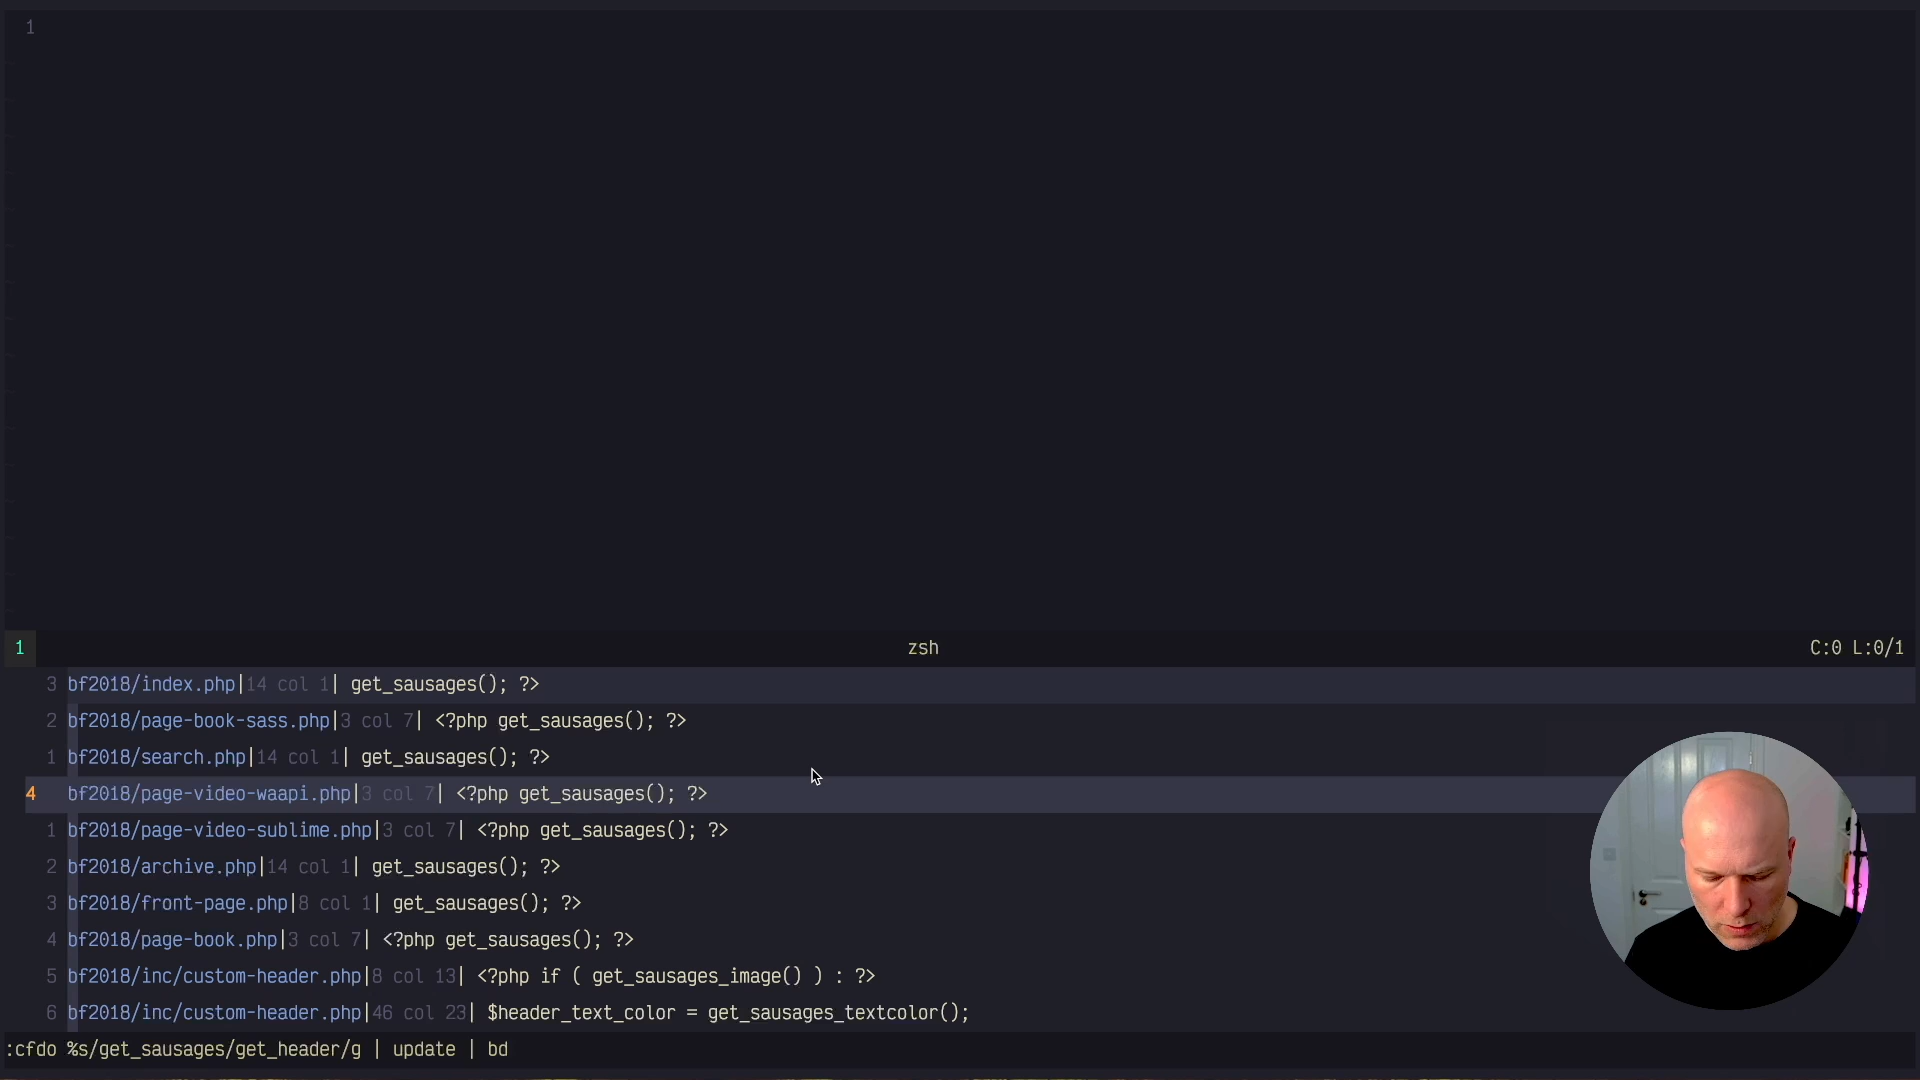 1
1 zsh C:0 L:0/1
3 bf2018/index.php|14 col 1| get_sausages(); ?>
2 bf2018/page-book-sass.php|3 col 7| <?php get_sausages(); ?>
1 bf2018/search.php|14 col 1| get_sausages(); ?>
4 bf2018/page-video-waapi.php|3 col 7| <?php get_sausages(); ?>
1 bf2018/page-video-sublime.php|3 col 7| <?php get_sausages(); ?>
2 bf2018/archive.php|14 col 1| get_sausages(); ?>
3 bf2018/front-page.php|8 col 1| get_sausages(); ?>
4 bf2018/page-book.php|3 col 7| <?php get_sausages(); ?>
5 bf2018/inc/custom-header.php|8 col 13| <?php if ( get_sausages_image() ) : ?>
6 bf2018/inc/custom-header.php|46 col 23| $header_text_color = get_sausages_textcolor();
:cfdo %s/get_sausages/get_header/g | update | bd